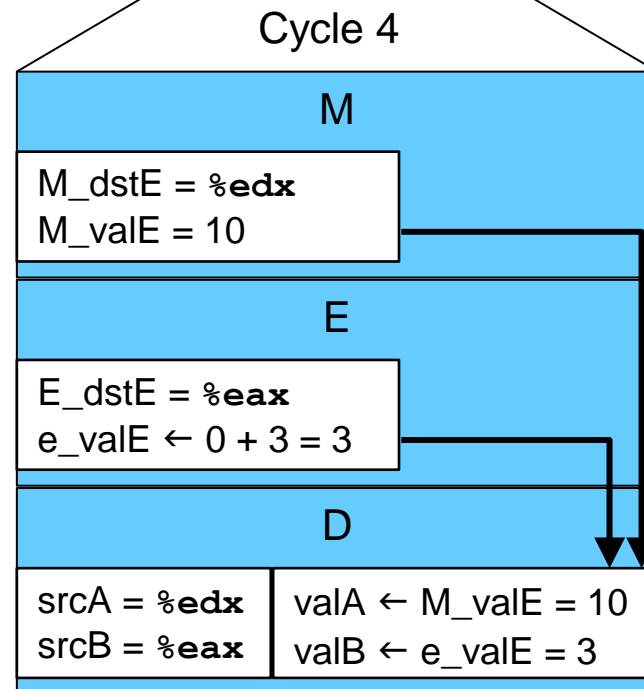 Cycle 4
M
M_dstE = %edx
M_valE = 10
E
E_dstE = %eax
e_valE ← 0 + 3 = 3
D
srcA = %edx
srcB = %eax
valA ← M_valE = 10
valB ← e_valE = 3